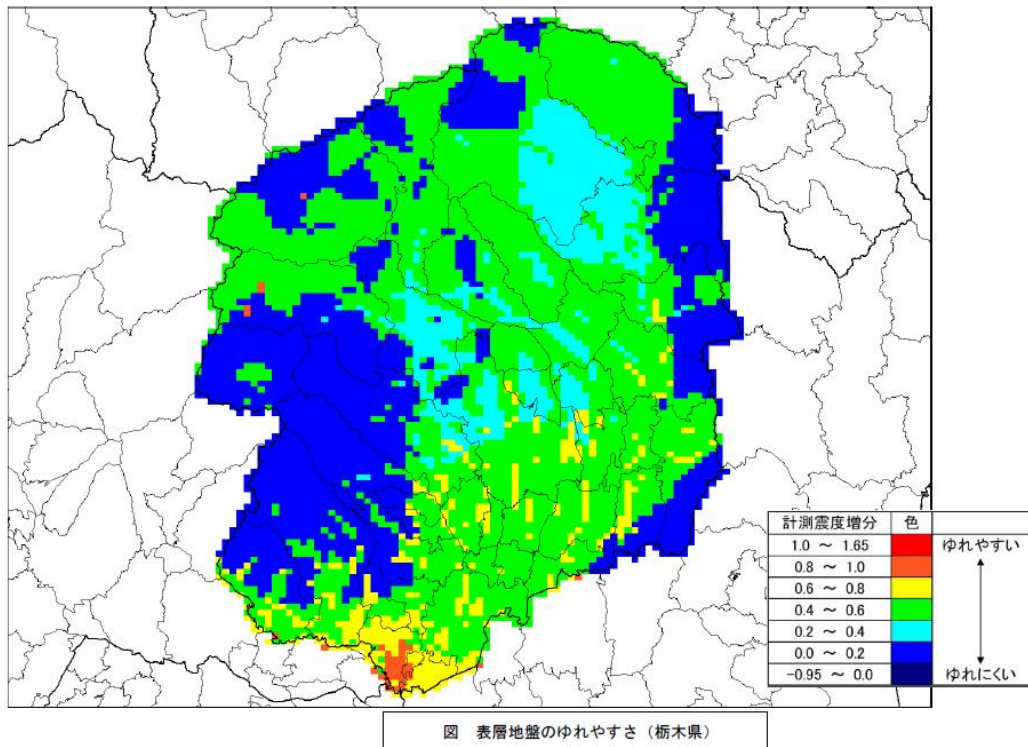 計測震度増分 色
1.0 ～ 1.65 ゆれやすい
0.8 ～ 1.0
0.6 ～ 0.8
0.4 ～ 0.6
0.2 ～ 0.4
0.0 ～ 0.2
-0.95 ～ 0.0 ゆれにくい
図 表層地盤のゆれやすさ（栃木県）